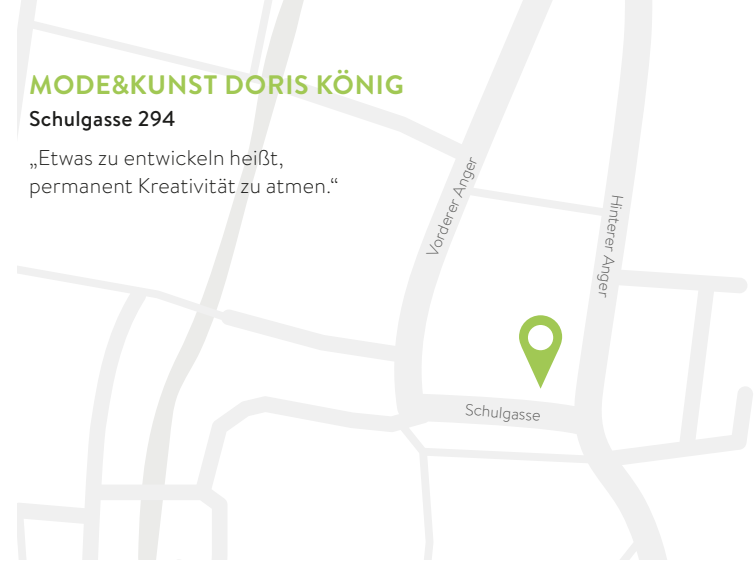 MODE&KUNST DORIS KÖNIG
Schulgasse 294
„Etwas zu entwickeln heißt,
permanent Kreativität zu atmen.“
Vorderer Anger
Hinterer Anger
Schulgasse